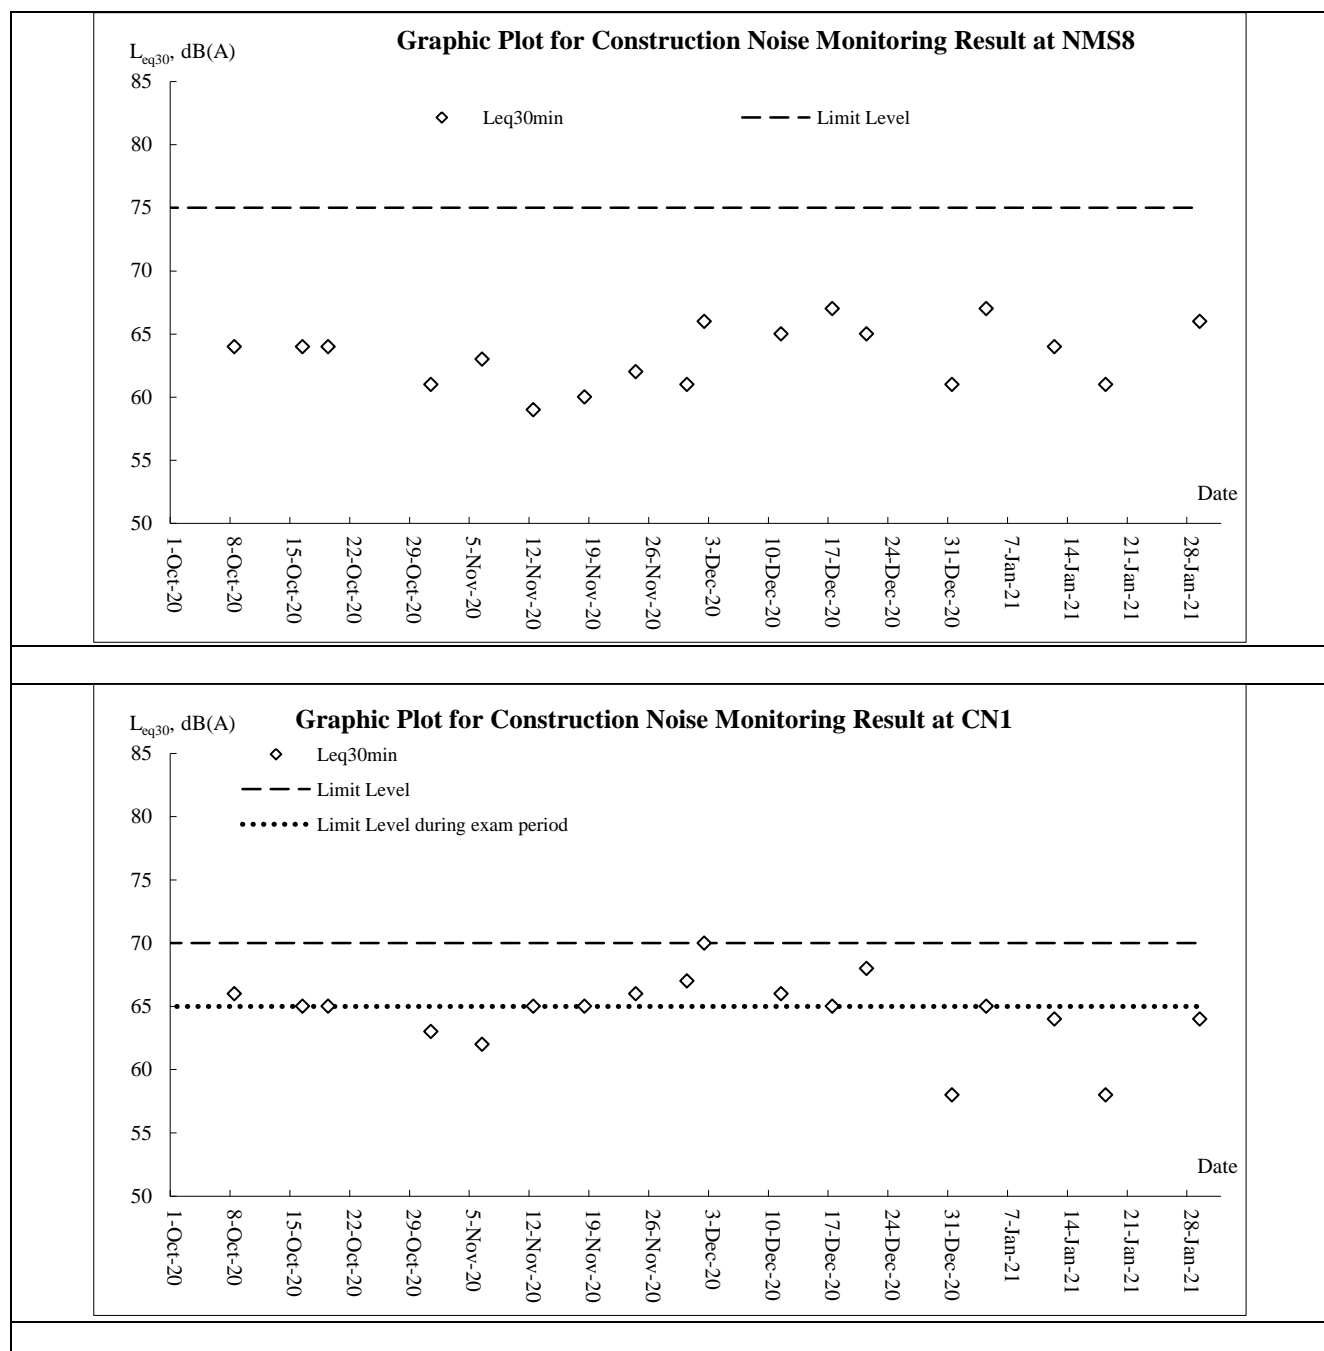 Graphic Plot for Construction Noise Monitoring Result at NMS8
Leq30, dB(A)
85
Leq30min
Limit Level
80
75
70
65
60
55
Date
50
1-Oct-20
8-Oct-20
15-Oct-20
22-Oct-20
29-Oct-20
5-Nov-20
12-Nov-20
19-Nov-20
26-Nov-20
3-Dec-20
10-Dec-20
17-Dec-20
24-Dec-20
31-Dec-20
7-Jan-21
14-Jan-21
21-Jan-21
28-Jan-21
Leq30, dB(A)
Graphic Plot for Construction Noise Monitoring Result at CN1
Leq30min
85
Limit Level
80
Limit Level during exam period
75
70
65
60
55
Date
50
1-Oct-20
8-Oct-20
15-Oct-20
22-Oct-20
29-Oct-20
5-Nov-20
12-Nov-20
19-Nov-20
26-Nov-20
3-Dec-20
10-Dec-20
17-Dec-20
24-Dec-20
31-Dec-20
7-Jan-21
14-Jan-21
21-Jan-21
28-Jan-21